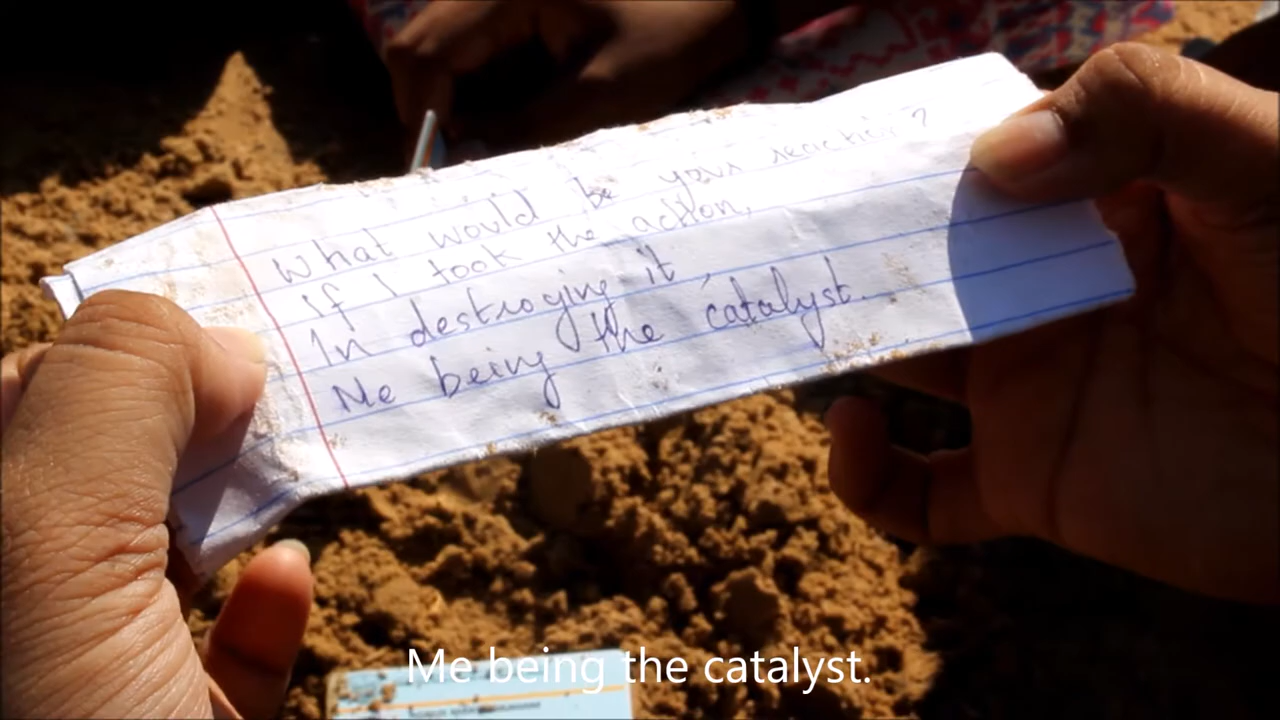 What would be your reaction?
If I took the action,
In destroying it,
Me being the catalyst.
Me being the catalyst.